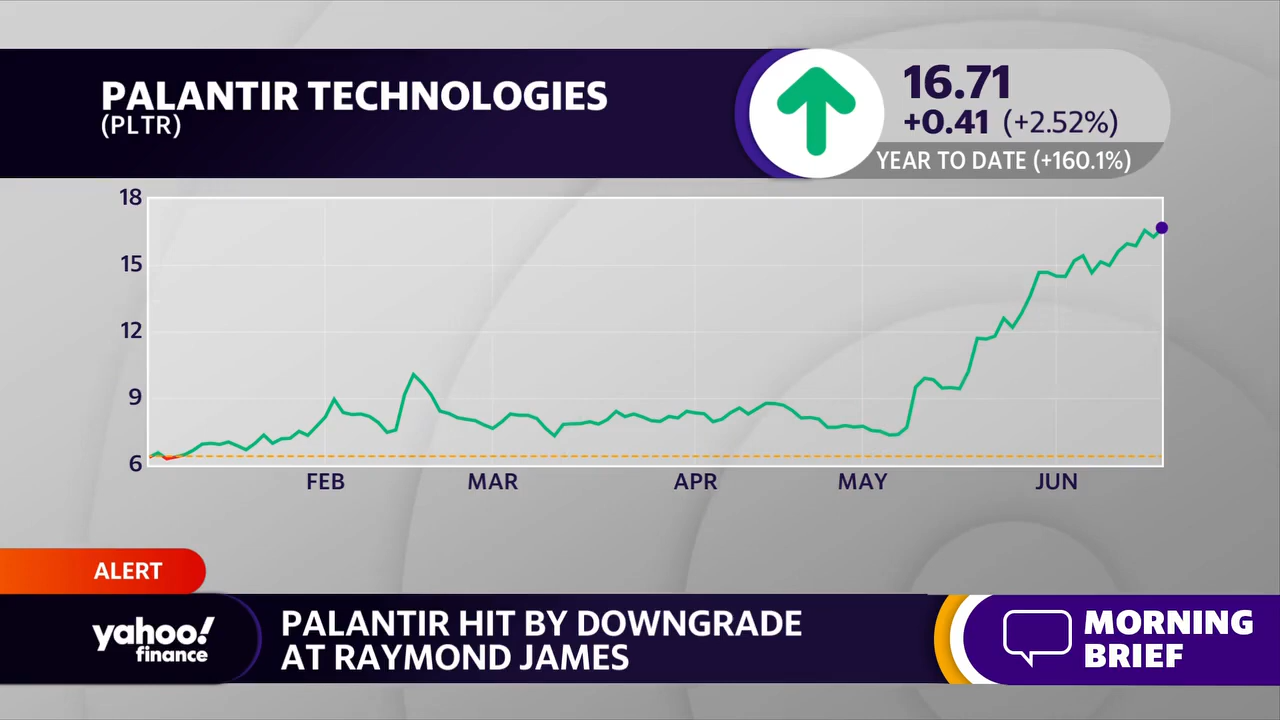 PALANTIR TECHNOLOGIES
(PLTR)
16.71
+0.41 (+2.52%)
YEAR TO DATE (+160.1%)
18
15
12
9
6
FEB MAR APR MAY JUN
ALERT
yahoo!
finance
PALANTIR HIT BY DOWNGRADE
AT RAYMOND JAMES
MORNING
BRIEF